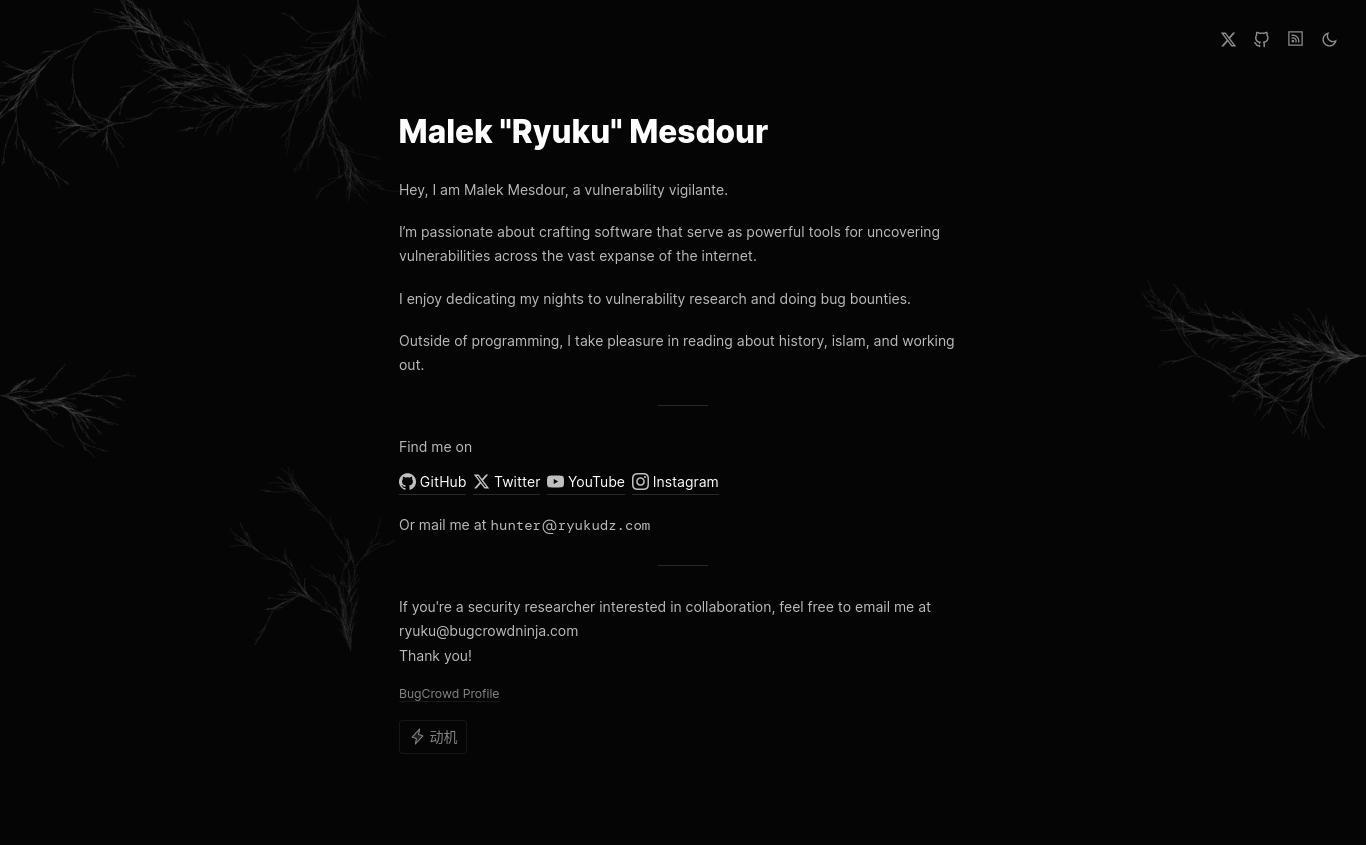 Malek "Ryuku" Mesdour
Hey, I am Malek Mesdour, a vulnerability vigilante.
I’m passionate about crafting software that serve as powerful tools for uncovering
vulnerabilities across the vast expanse of the internet.
I enjoy dedicating my nights to vulnerability research and doing bug bounties.
Outside of programming, I take pleasure in reading about history, islam, and working
out.
Find me on
GitHub Twitter YouTube Instagram
Or mail me at hunter@ryukudz.com
If you're a security researcher interested in collaboration, feel free to email me at
ryuku@bugcrowdninja.com
Thank you!
BugCrowd Profile
动机